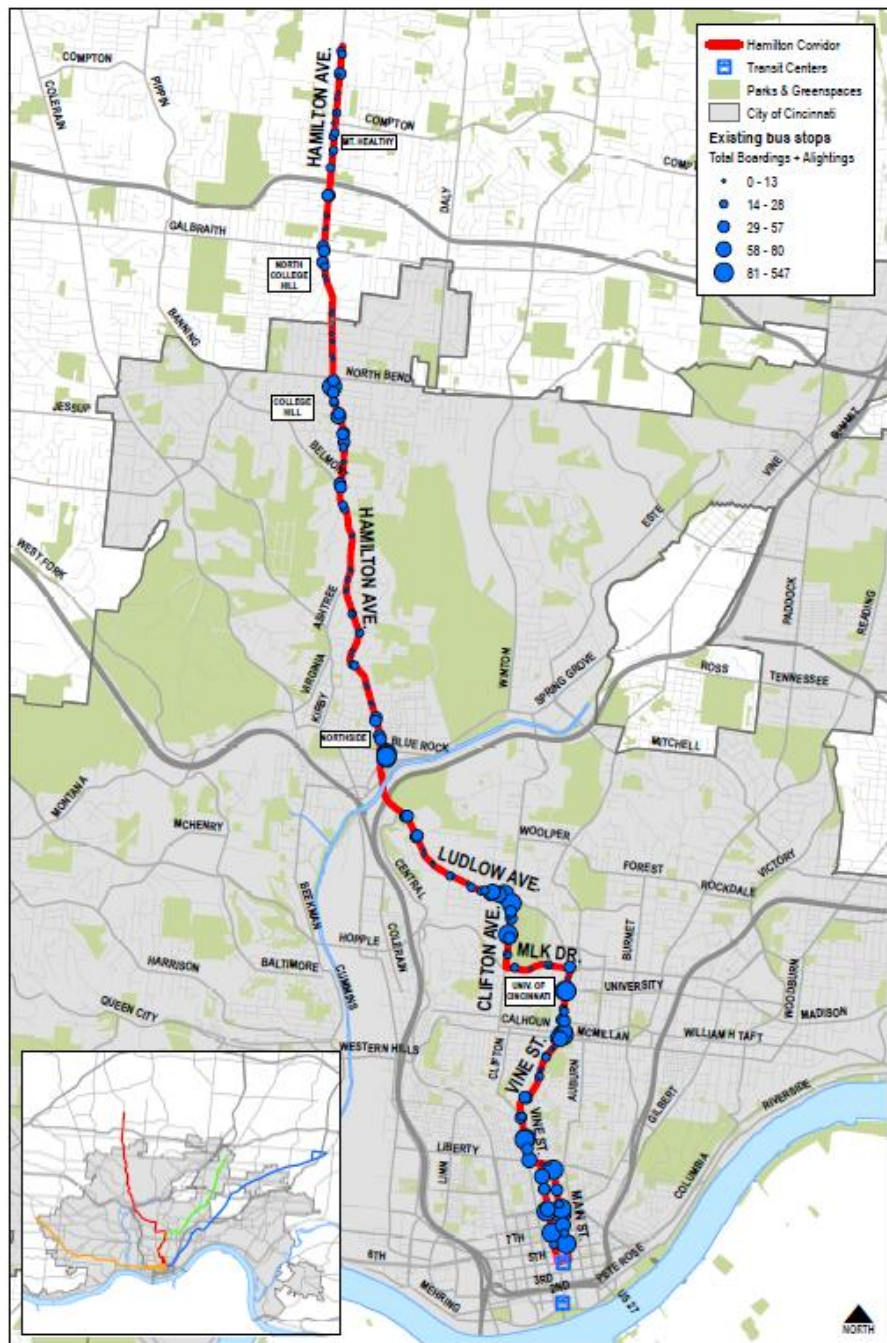 Hamilton Corridor
Transit Centers
Parks & Greenspaces
City of Cincinnati
Existing bus stops
Total Boardings + Alightings
0 - 13
14 - 28
29 - 57
58 - 80
81 - 547
COMPTON
COLERAIN
PIPPIN
HAMILTON AVE.
COMPTON
MT. HEALTHY
DALY
GALBRAITH
NORTH
COLLEGE
HILL
BANNING
NORTH BEND
JESSUP
COLLEGE
HILL
BELMONT
SUMMIT
VINE
ESTE
WEST FORK
HAMILTON AVE.
ASHTREE
PADDOCK
READING
VIRGINIA
KIRBY
WINTON
SPRING GROVE
ROSS
TENNESSEE
NORTHSIDE
BLUE ROCK
MITCHELL
MONTANA
MCHENRY
WOOLPER
VICTORY
LUDLOW AVE.
FOREST
ROCKDALE
CENTRAL
BEEKMAN
CLIFTON AVE.
BURNET
HOPPLE
COLERAIN
MLK DR.
HARRISON
BALTIMORE
CUMMINS
UNIV. OF
CINCINNATI
UNIVERSITY
WOODBURN
MADISON
QUEEN CITY
CALHOUN
MCMILLAN
WILLIAM H TAFT
WESTERN HILLS
CLIFTON
VINE ST.
AUBURN
GILBERT
RIVERSIDE
VINE ST.
LIBERTY
LINN
COLUMBIA
MAIN ST.
7TH
6TH
5TH
3RD
2ND
PETE ROSE
MEHRING
US 27
NORTH